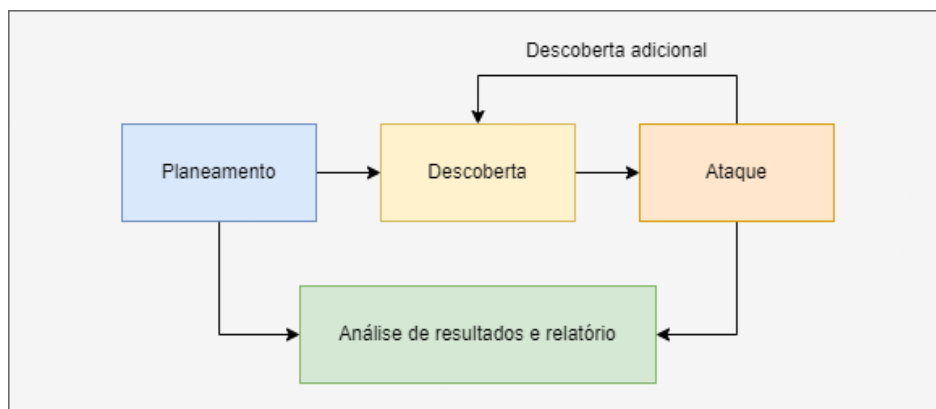 Descoberta adicional
Planeamento
Descoberta
Ataque
Análise de resultados e relatório